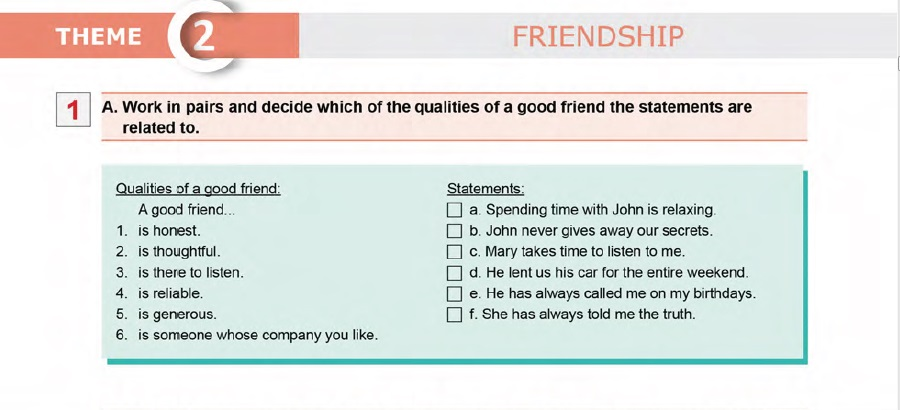 THEME 2 FRIENDSHIP
1 A. Work in pairs and decide which of the qualities of a good friend the statements are
related to.
Qualities of a good friend:
A good friend...
1. is honest.
2. is thoughtful.
3. is there to listen.
4. is reliable.
5. is generous.
6. is someone whose company you like.
Statements:
a. Spending time with John is relaxing.
b. John never gives away our secrets.
c. Mary takes time to listen to me.
d. He lent us his car for the entire weekend.
e. He has always called me on my birthdays.
f. She has always told me the truth.